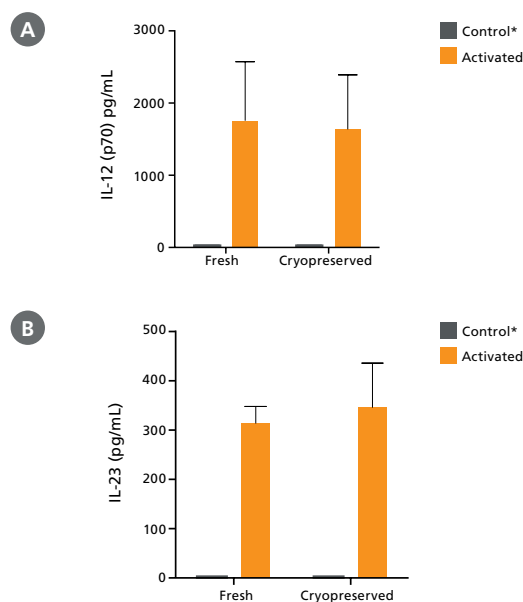 A
Control*
Activated
IL-12 (p70) pg/mL
3000
2000
1000
0
Fresh Cryopreserved
B
Control*
Activated
IL-23 (pg/mL)
500
400
300
200
100
0
Fresh Cryopreserved